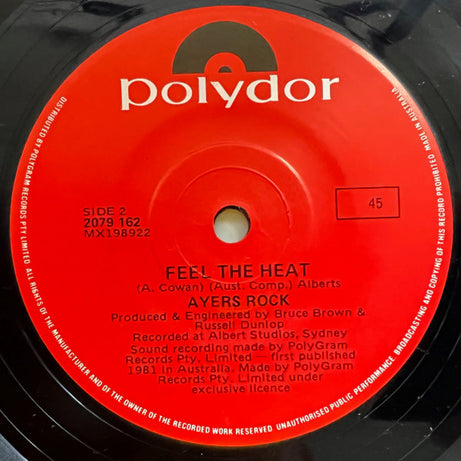 polydor
SIDE 2
2079 162
MX198922
45
FEEL THE HEAT
(A. Cowan) (Aust. Comp.) Alberts
AYERS ROCK
Produced & Engineered by Bruce Brown &
Russell Dunlop
Recorded at Albert Studios, Sydney
Sound recording made by PolyGram
Records Pty. Limited — first published
1981 in Australia. Made by PolyGram
Records Pty. Limited under
exclusive licence
DISTRIBUTED BY POLYGRAM RECORDS PTY LIMITED ALL RIGHTS OF THE MANUFACTURER AND OF THE OWNER OF THE RECORDED WORK RESERVED UNAUTHORISED PUBLIC PERFORMANCE BROADCASTING AND COPYING OF THIS RECORD PROHIBITED MADE IN AUSTRALIA